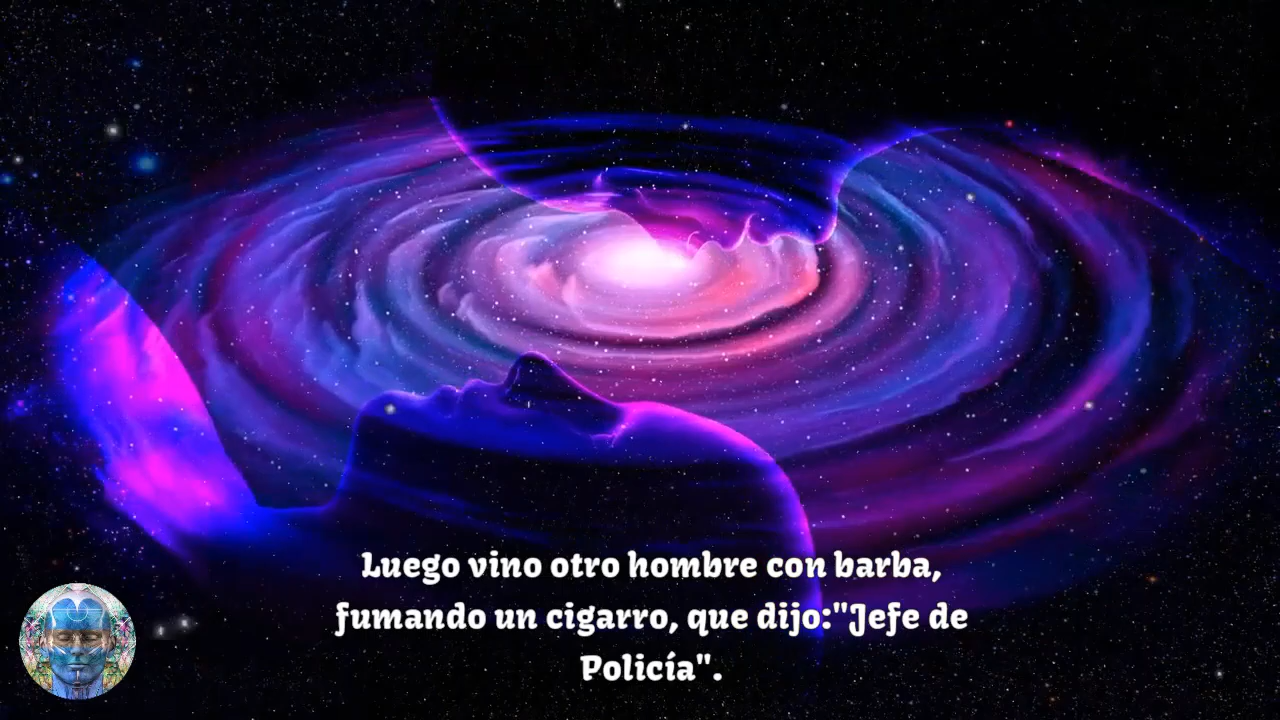 Luego vino otro hombre con barba,
fumando un cigarro, que dijo:"Jefe de
Policía".